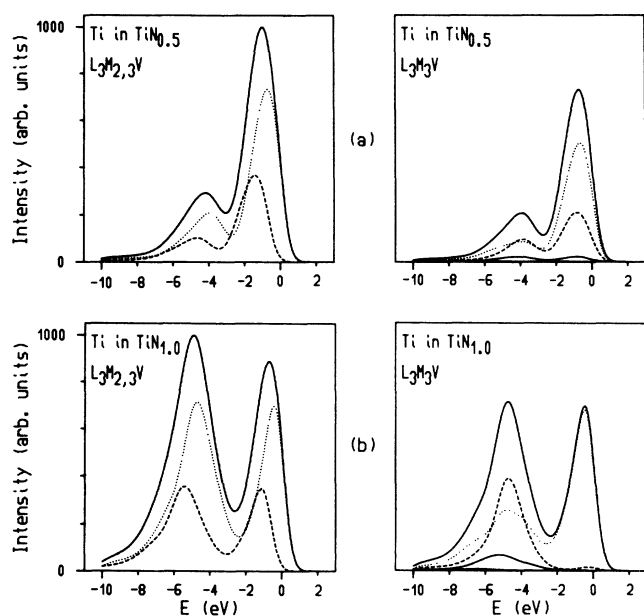 1000
Ti in TiN0.5
L3M2,3V
Intensity (arb. units)
0
-10 -8 -6 -4 -2 0 2
Ti in TiN0.5
L3M3V
(a)
-10 -8 -6 -4 -2 0 2
1000
Ti in TiN1.0
L3M2,3V
Intensity (arb. units)
0
-10 -8 -6 -4 -2 0 2
E (eV)
Ti in TiN1.0
L3M3V
(b)
-10 -8 -6 -4 -2 0 2
E (eV)